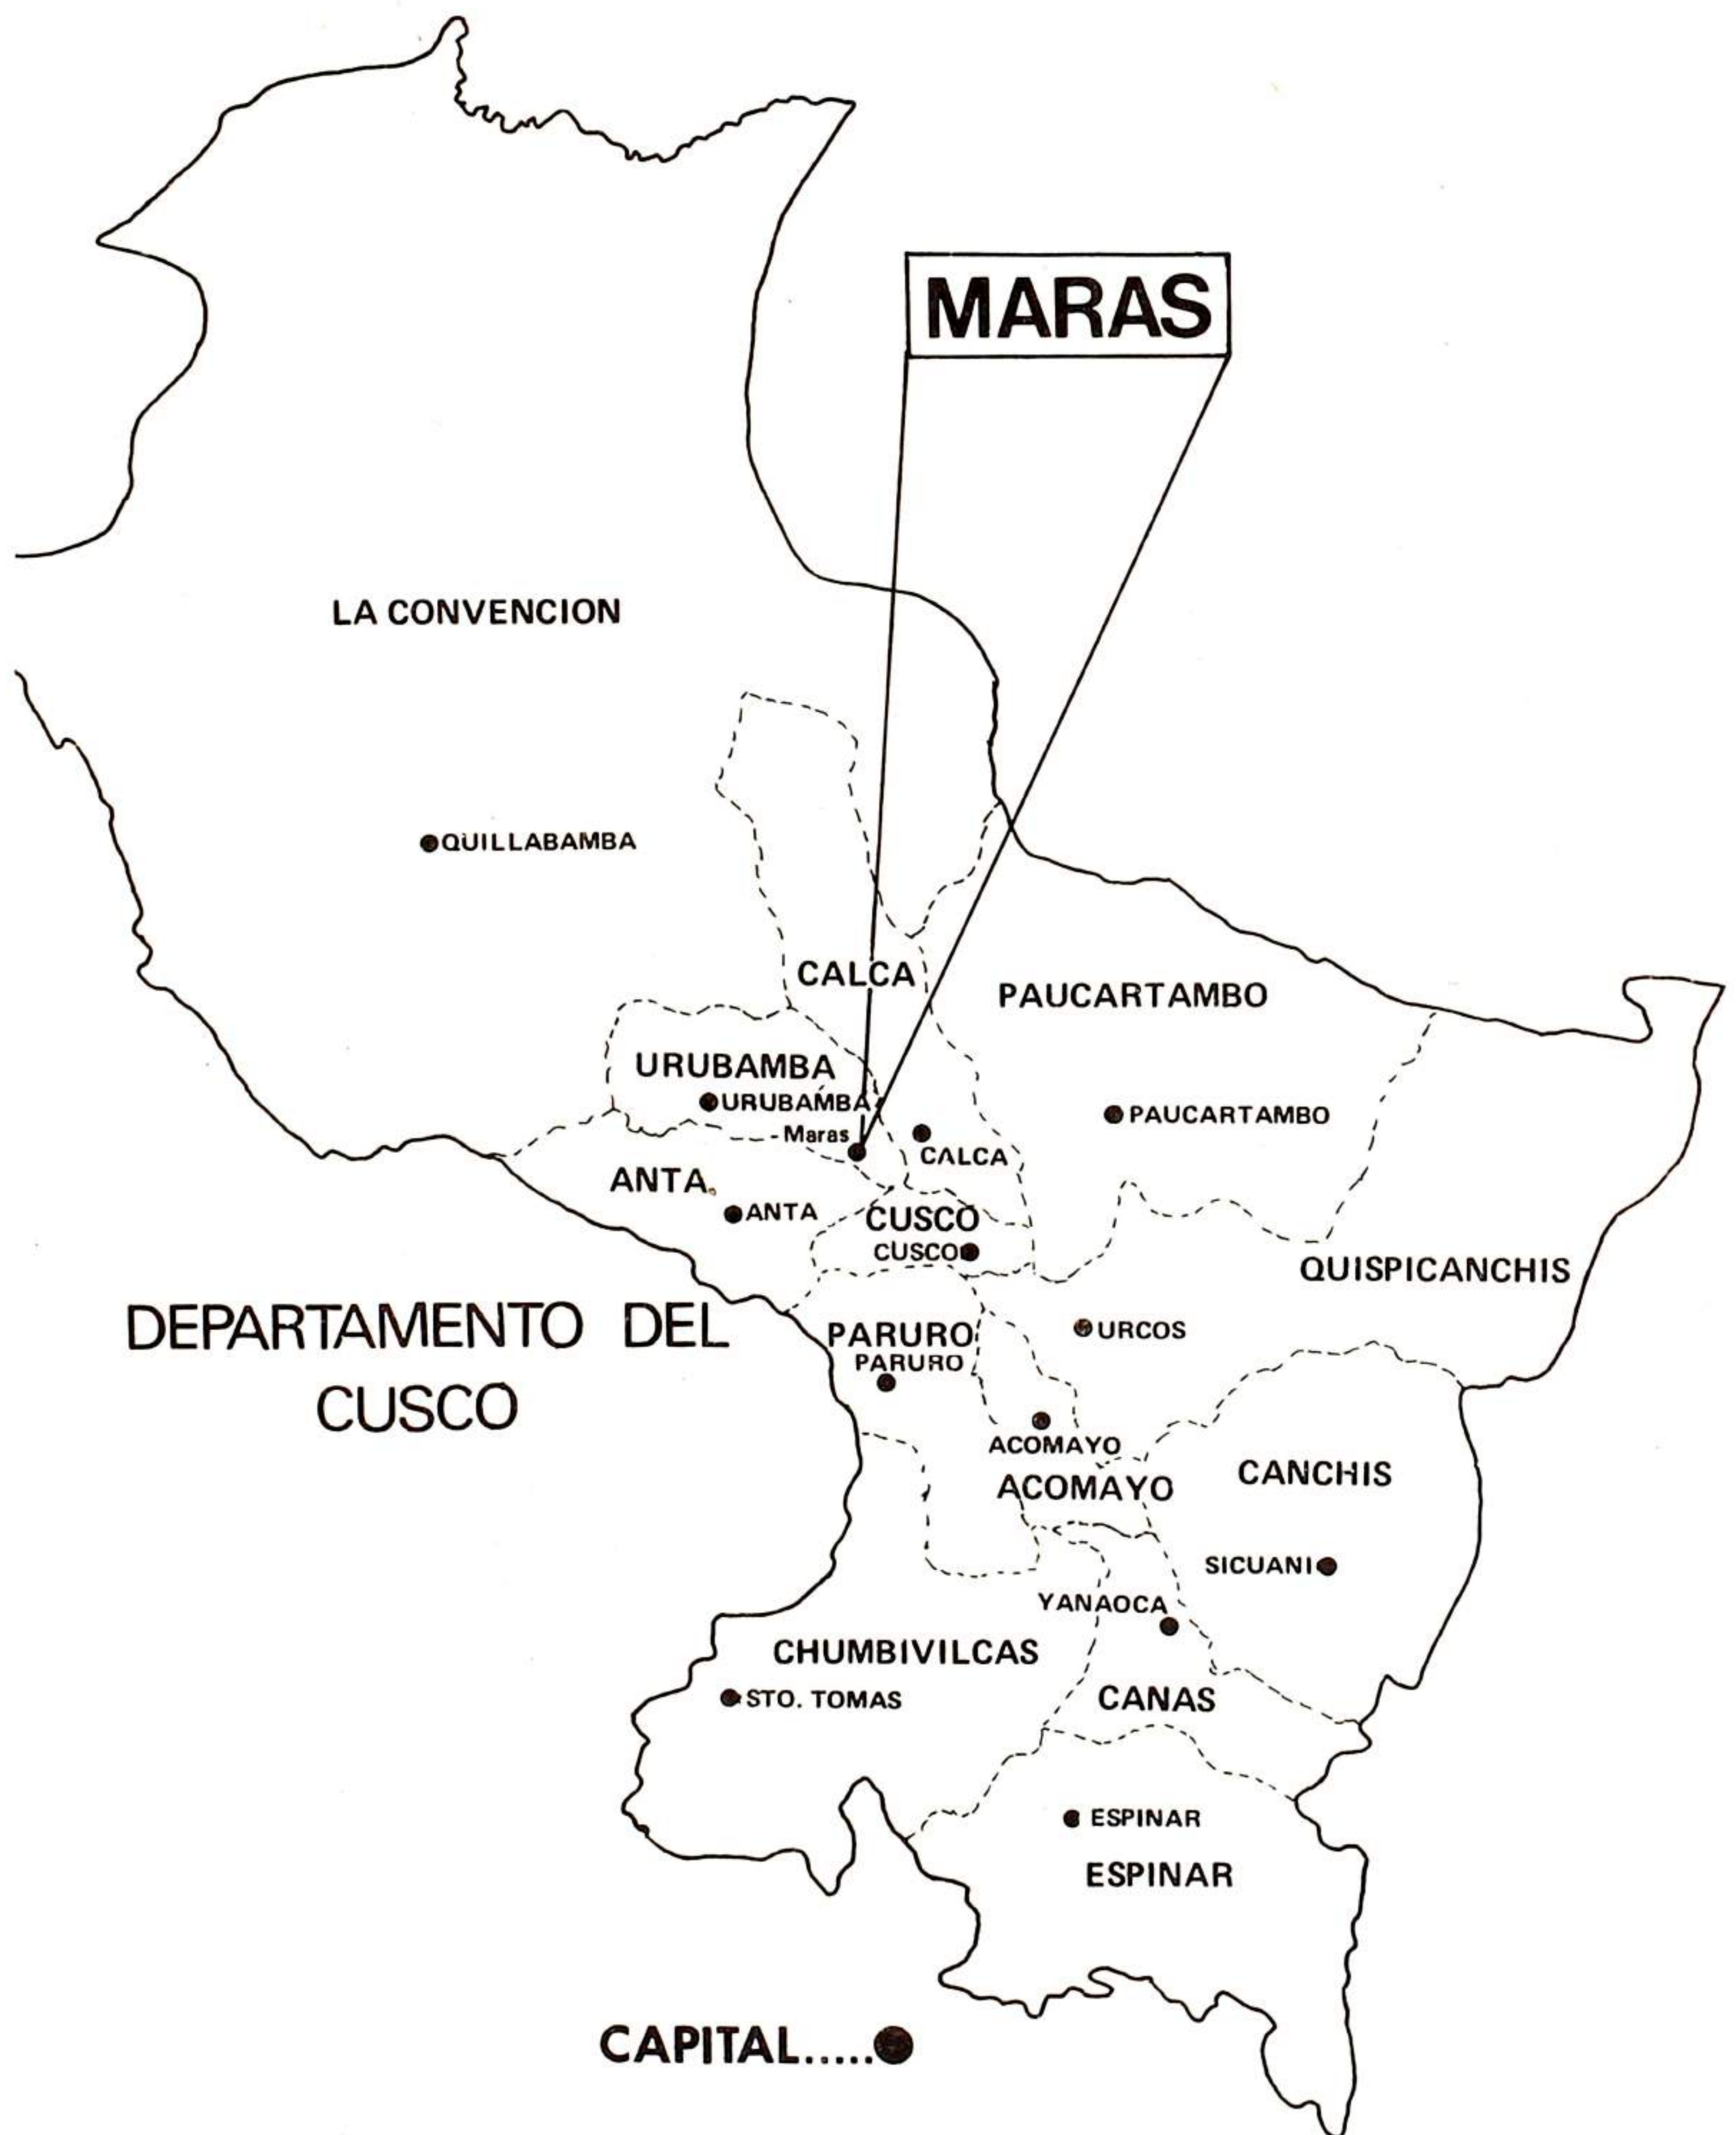 MARAS
LA CONVENCION
QUILLABAMBA
CALCA
PAUCARTAMBO
URUBAMBA
URUBAMBA
PAUCARTAMBO
Maras
CALCA
ANTA
ANTA
CUSCO
CUSCO
QUISPICANCHIS
DEPARTAMENTO DEL
CUSCO
PARURO
PARURO
URCOS
ACOMAYO
ACOMAYO
CANCHIS
SICUANI
YANAOCA
CHUMBIVILCAS
STO. TOMAS
CANAS
ESPINAR
ESPINAR
CAPITAL.....